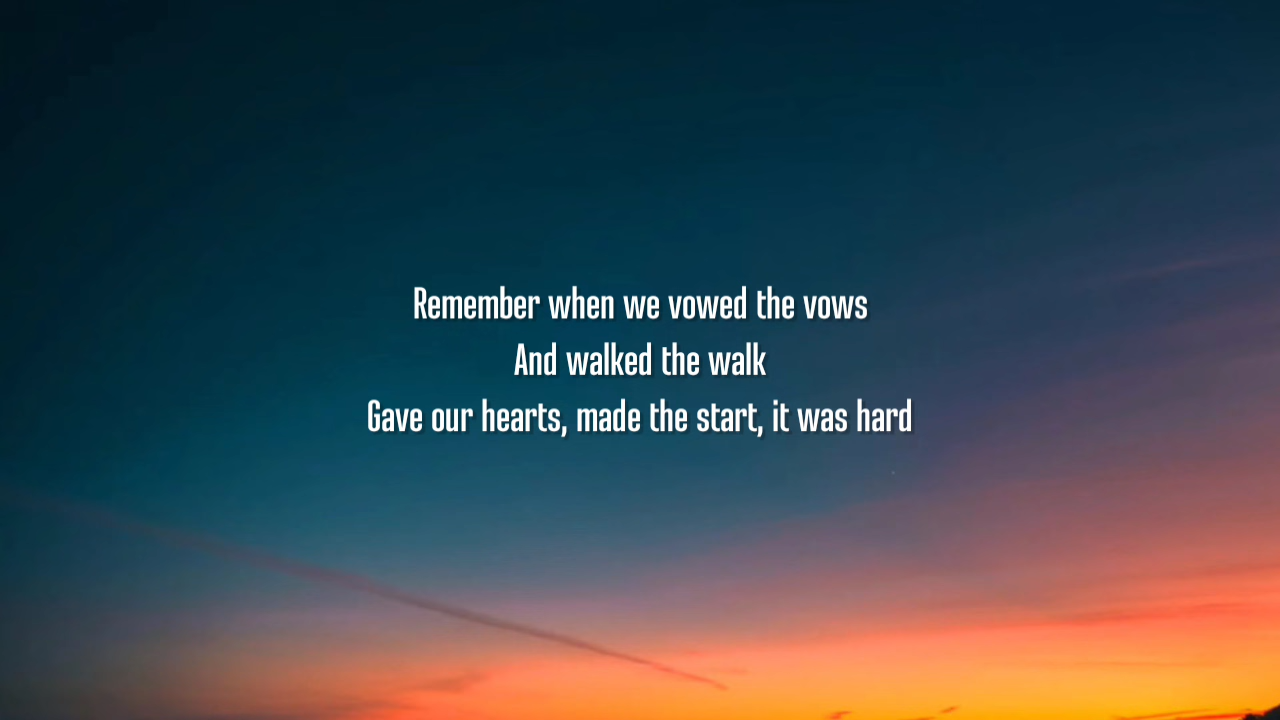 Remember when we vowed the vows
And walked the walk
Gave our hearts, made the start, it was hard